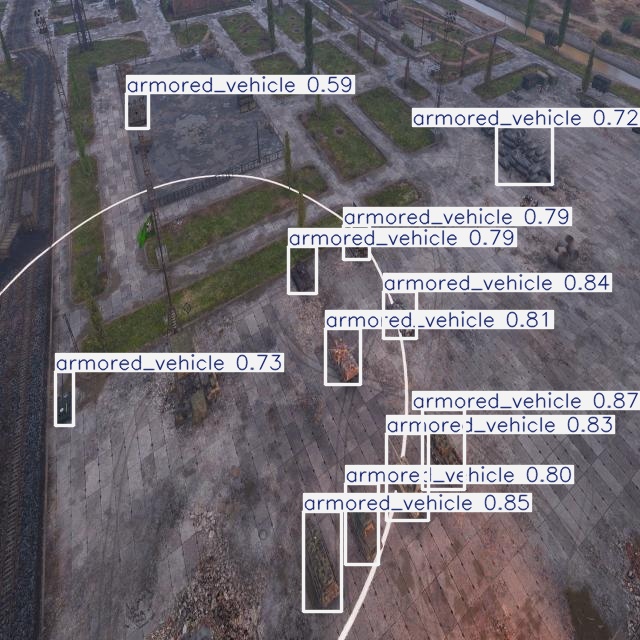 armored_vehicle 0.59
armored_vehicle 0.72
armored_vehicle 0.79
armored_vehicle 0.79
armored_vehicle 0.84
armored_vehicle 0.81
armored_vehicle 0.73
armored_vehicle 0.87
armored_vehicle 0.83
armored_vehicle 0.80
armored_vehicle 0.85